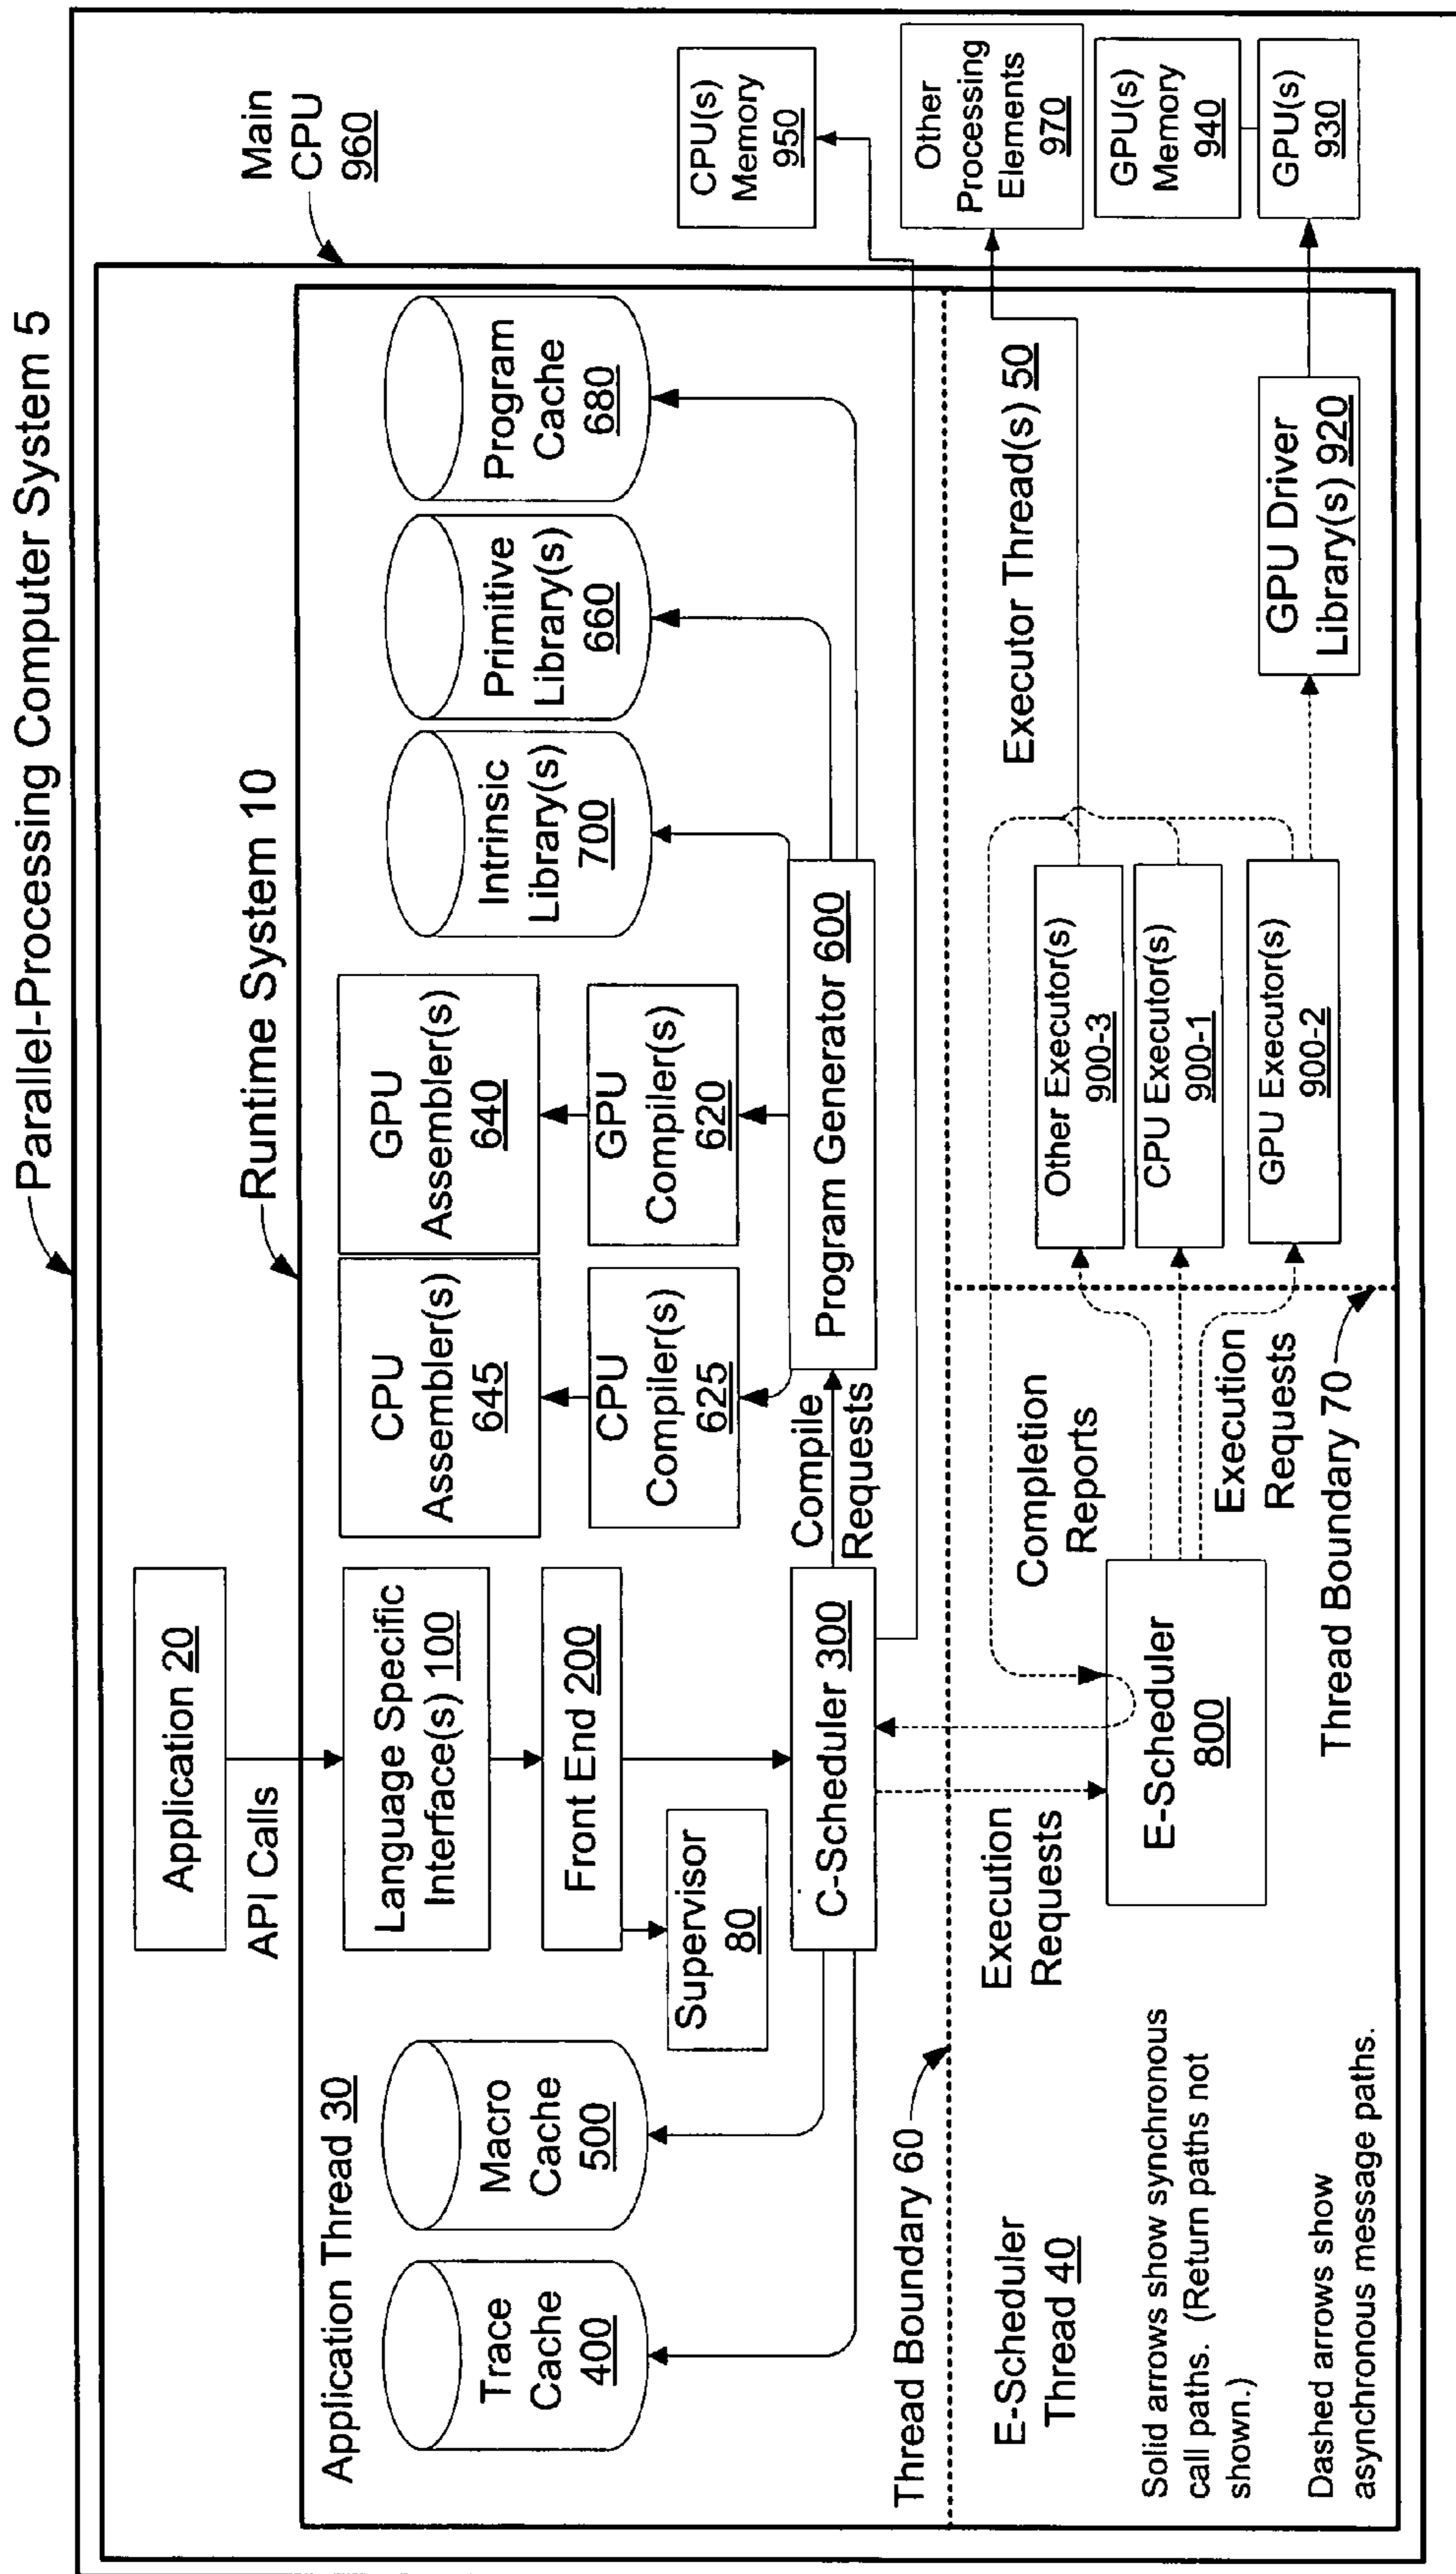 Parallel-Processing Computer System 5
Runtime System 10
Main
CPU
960
Application 20
API Calls
Application Thread 30
Language Specific
Interface(s) 100
Front End 200
Supervisor
80
C-Scheduler 300
Trace
Cache
400
Macro
Cache
500
CPU
Assembler(s)
645
GPU
Assembler(s)
640
CPU
Compiler(s)
625
GPU
Compiler(s)
620
Compile
Requests
Program Generator 600
Intrinsic
Library(s)
700
Primitive
Library(s)
660
Program
Cache
680
CPU(s)
Memory
950
Other
Processing
Elements
970
GPU(s)
Memory
940
GPU(s)
930
Thread Boundary 60
E-Scheduler
Thread 40
Execution
Requests
Completion
Reports
E-Scheduler
800
Execution
Requests
Thread Boundary 70
Executor Thread(s) 50
Other Executor(s)
900-3
CPU Executor(s)
900-1
GPU Executor(s)
900-2
GPU Driver
Library(s) 920
Solid arrows show synchronous
call paths. (Return paths not
shown.)
Dashed arrows show
asynchronous message paths.